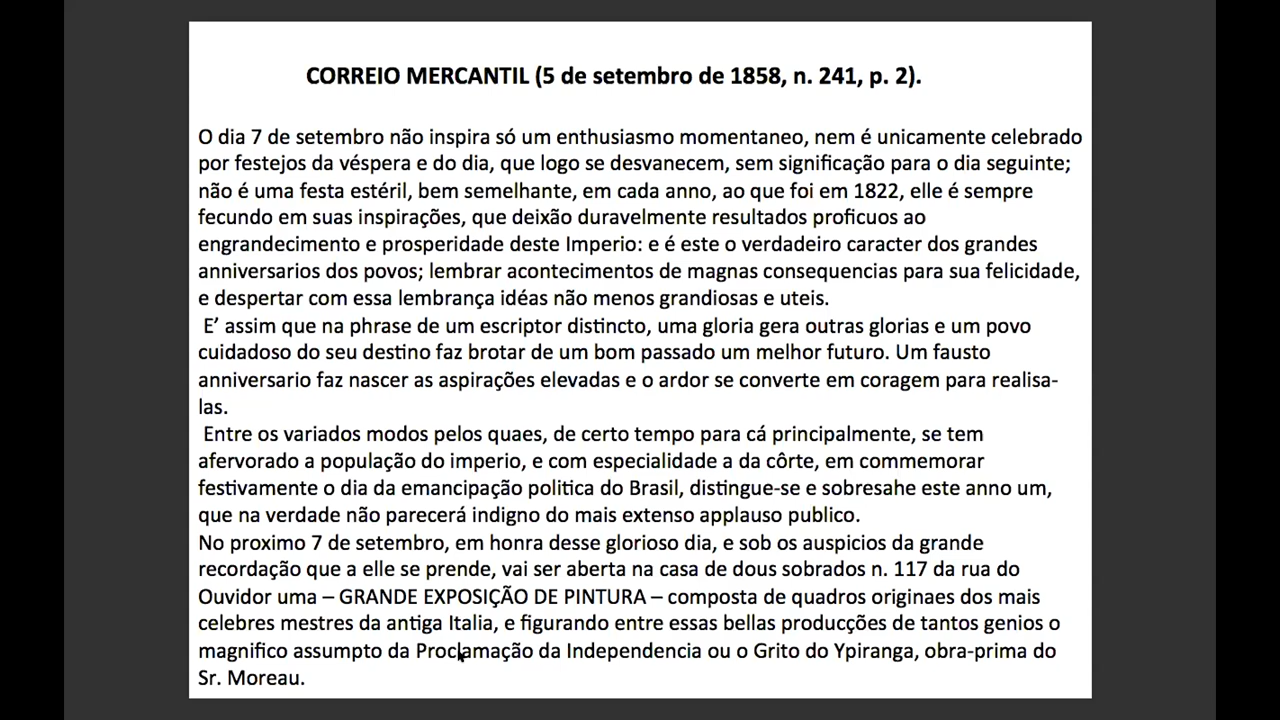 CORREIO MERCANTIL (5 de setembro de 1858, n. 241, p. 2).
O dia 7 de setembro não inspira só um enthusiasmo momentaneo, nem é unicamente celebrado
por festejos da véspera e do dia, que logo se desvanecem, sem significação para o dia seguinte;
não é uma festa estéril, bem semelhante, em cada anno, ao que foi em 1822, elle é sempre
fecundo em suas inspirações, que deixão duravelmente resultados proficuos ao
engrandecimento e prosperidade deste Imperio: e é este o verdadeiro caracter dos grandes
anniversarios dos povos; lembrar acontecimentos de magnas consequencias para sua felicidade,
e despertar com essa lembrança idéas não menos grandiosas e uteis.
E’ assim que na phrase de um escriptor distincto, uma gloria gera outras glorias e um povo
cuidadoso do seu destino faz brotar de um bom passado um melhor futuro. Um fausto
anniversario faz nascer as aspirações elevadas e o ardor se converte em coragem para realisa-
las.
Entre os variados modos pelos quaes, de certo tempo para cá principalmente, se tem
afervorado a população do imperio, e com especialidade a da côrte, em commemorar
festivamente o dia da emancipação politica do Brasil, distingue-se e sobresahe este anno um,
que na verdade não parecerá indigno do mais extenso applauso publico.
No proximo 7 de setembro, em honra desse glorioso dia, e sob os auspicios da grande
recordação que a elle se prende, vai ser aberta na casa de dous sobrados n. 117 da rua do
Ouvidor uma – GRANDE EXPOSIÇÃO DE PINTURA – composta de quadros originaes dos mais
celebres mestres da antiga Italia, e figurando entre essas bellas producções de tantos genios o
magnifico assumpto da Proclamação da Independencia ou o Grito do Ypiranga, obra-prima do
Sr. Moreau.